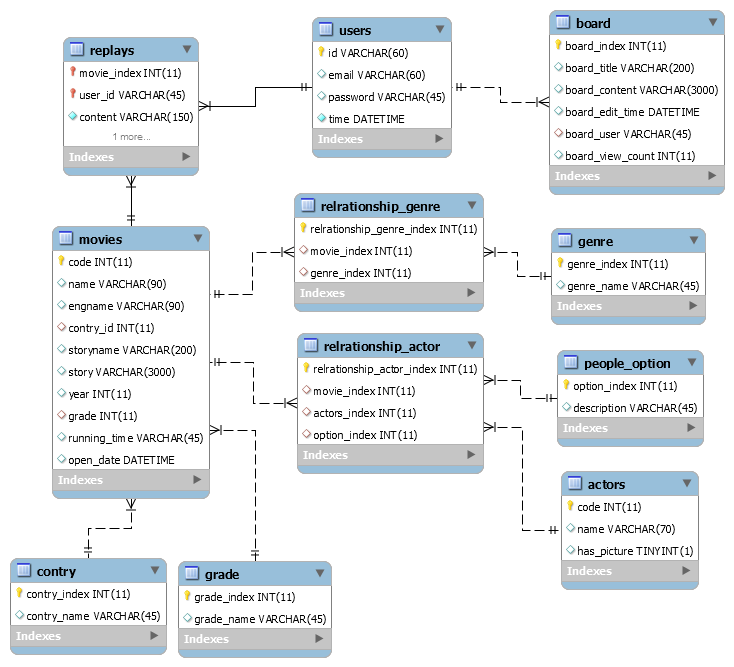 replays
movie_index INT(11)
user_id VARCHAR(45)
content VARCHAR(150)
1 more...
Indexes
users
id VARCHAR(60)
email VARCHAR(60)
password VARCHAR(45)
time DATETIME
Indexes
board
board_index INT(11)
board_title VARCHAR(200)
board_content VARCHAR(3000)
board_edit_time DATETIME
board_user VARCHAR(45)
board_view_count INT(11)
Indexes
movies
code INT(11)
name VARCHAR(90)
engname VARCHAR(90)
contry_id INT(11)
storyname VARCHAR(200)
story VARCHAR(3000)
year INT(11)
grade INT(11)
running_time VARCHAR(45)
open_date DATETIME
Indexes
relrationship_genre
relrationship_genre_index INT(11)
movie_index INT(11)
genre_index INT(11)
Indexes
genre
genre_index INT(11)
genre_name VARCHAR(45)
Indexes
relrationship_actor
relrationship_actor_index INT(11)
movie_index INT(11)
actors_index INT(11)
option_index INT(11)
Indexes
people_option
option_index INT(11)
description VARCHAR(45)
Indexes
actors
code INT(11)
name VARCHAR(70)
has_picture TINYINT(1)
Indexes
contry
contry_index INT(11)
contry_name VARCHAR(45)
Indexes
grade
grade_index INT(11)
grade_name VARCHAR(45)
Indexes